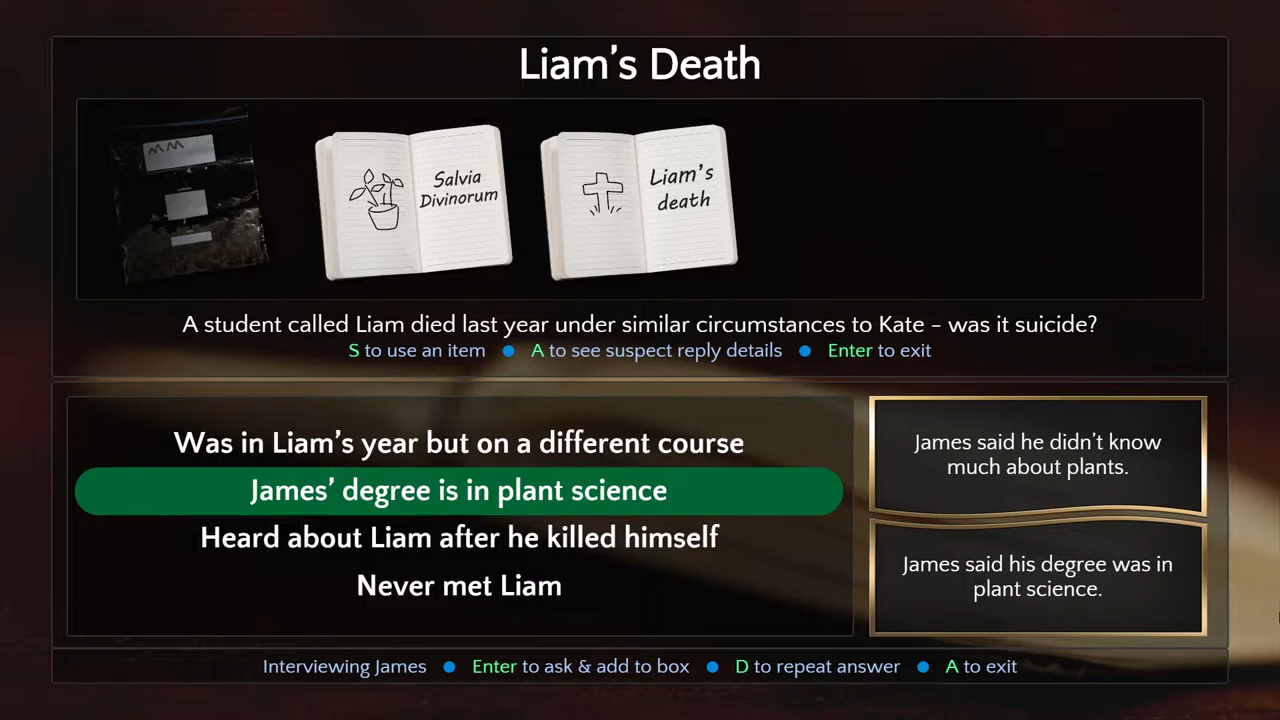 Liam's Death
MM
Salvia
Divinorum
Liam's
death
A student called Liam died last year under similar circumstances to Kate – was it suicide?
S to use an item ● A to see suspect reply details ● Enter to exit
Was in Liam's year but on a different course
James' degree is in plant science
Heard about Liam after he killed himself
Never met Liam
James said he didn't know
much about plants.
James said his degree was in
plant science.
Interviewing James ● Enter to ask & add to box ● D to repeat answer ● A to exit